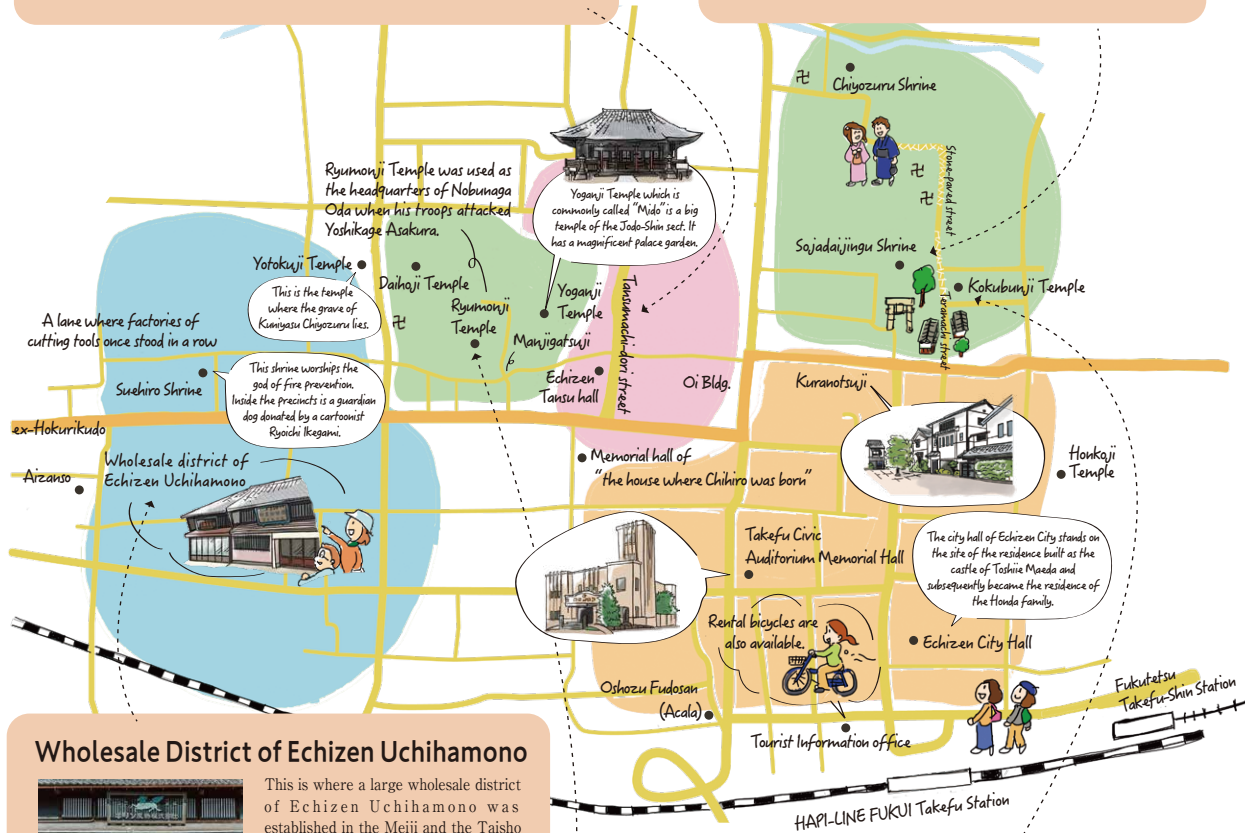 Chiyozuru Shrine
Stone-paved street
Ryumonji Temple was used as
the headquarters of Nobunaga
Oda when his troops attacked
Yoshikage Asakura.
Yoganji Temple which is
commonly called "Mido" is a big
temple of the Jodo-Shin sect. It
has a magnificent palace garden.
Sojadaijingu Shrine
Kokubunji Temple
Teramachi street
Yotokuji Temple
This is the temple
where the grave of
Kuniyasu Chiyozuru lies.
Daihoji Temple
Ryumonji
Temple
Yoganji
Temple
Manjigatsuji
Tansumachi-dori street
Echizen
Tansu hall
Oi Bldg.
A lane where factories of
cutting tools once stood in a row
Suehiro Shrine
This shrine worships the
god of fire prevention.
Inside the precincts is a guardian
dog donated by a cartoonist
Ryoichi Ikegami.
Kuranotsuji
ex-Hokurikudo
Aizanso
Wholesale district of
Echizen Uchihamono
Memorial hall of
"the house where Chihiro was born"
Honkoji
Temple
Takefu Civic
Auditorium Memorial Hall
The city hall of Echizen City stands on
the site of the residence built as the
castle of Toshiie Maeda and
subsequently became the residence of
the Honda family.
Rental bicycles are
also available.
Echizen City Hall
Oshozu Fudosan
(Acala)
Tourist Information office
Fukutetsu
Takefu-Shin Station
HAPI-LINE FUKUI Takefu Station
Wholesale District of Echizen Uchihamono
This is where a large wholesale district
of Echizen Uchihamono was
established in the Meiji and the Taisho